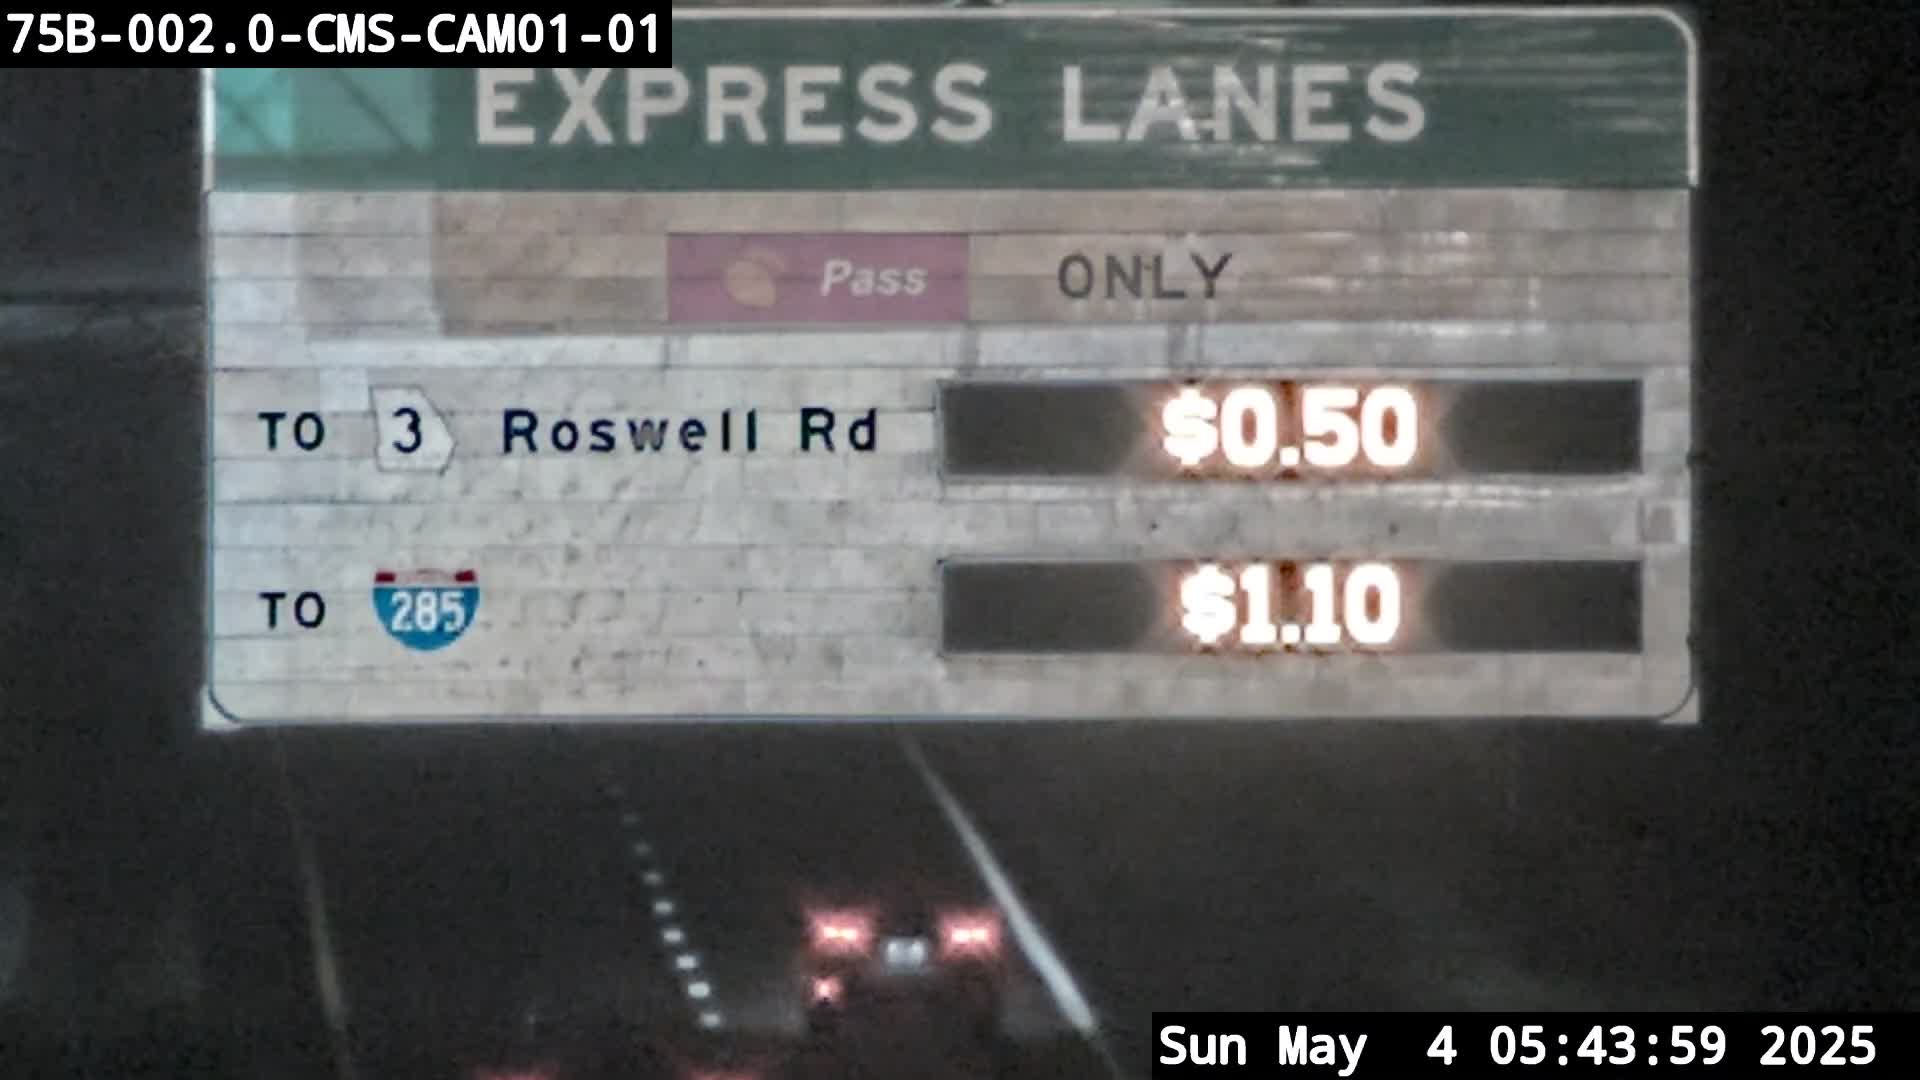 75B-002.0-CMS-CAM01-01
EXPRESS LANES
Pass ONLY
TO 3 Roswell Rd $0.50
TO 285 $1.10
Sun May 4 05:43:59 2025